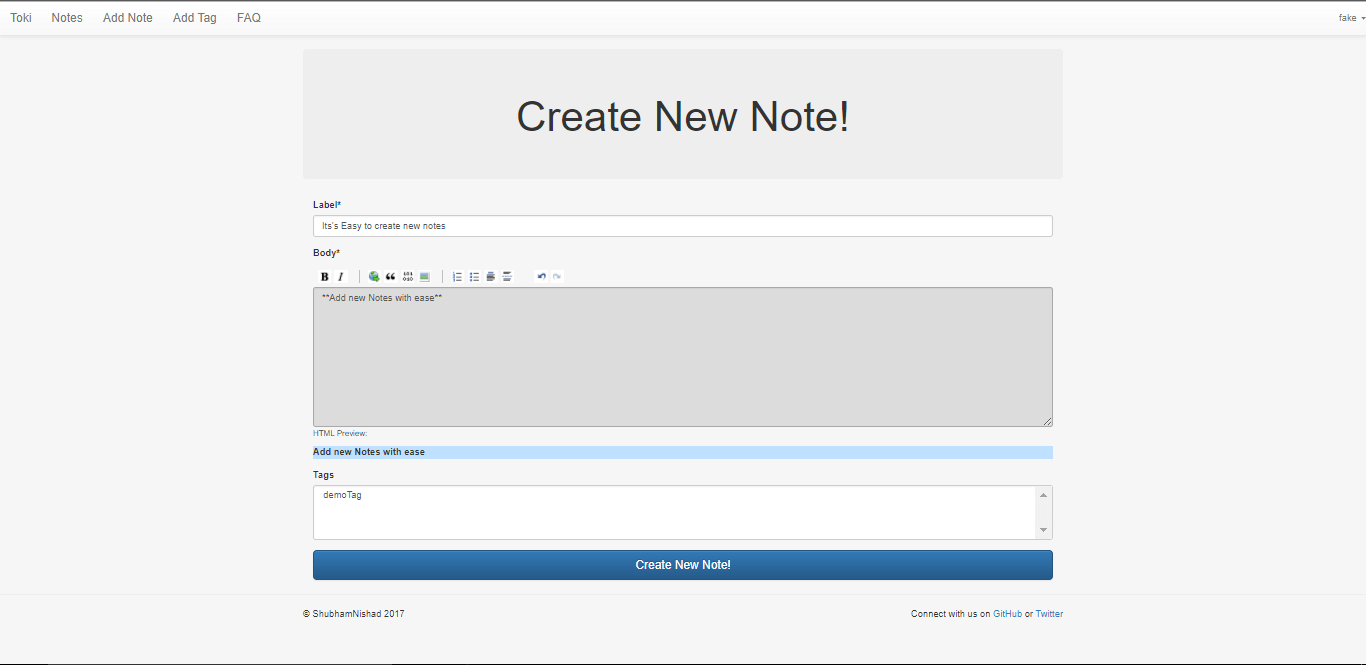 Toki Notes Add Note Add Tag FAQ fake
Create New Note!
Label*
Its's Easy to create new notes
Body*
B I
**Add new Notes with ease**
HTML Preview:
Add new Notes with ease
Tags
demoTag
Create New Note!
© ShubhamNishad 2017 Connect with us on GitHub or Twitter